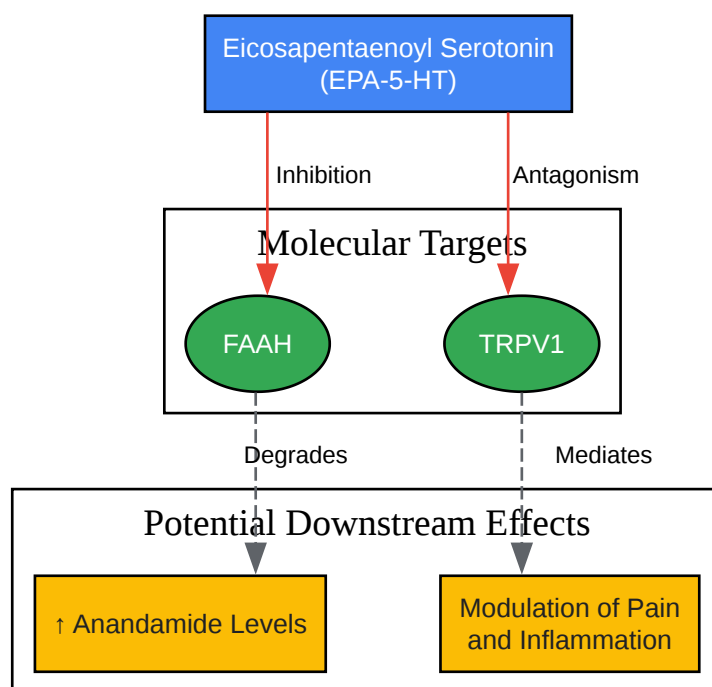 Eicosapentaenoyl Serotonin
(EPA-5-HT)
Inhibition
Antagonism
Molecular Targets
FAAH
TRPV1
Degrades
Mediates
Potential Downstream Effects
↑ Anandamide Levels
Modulation of Pain
and Inflammation